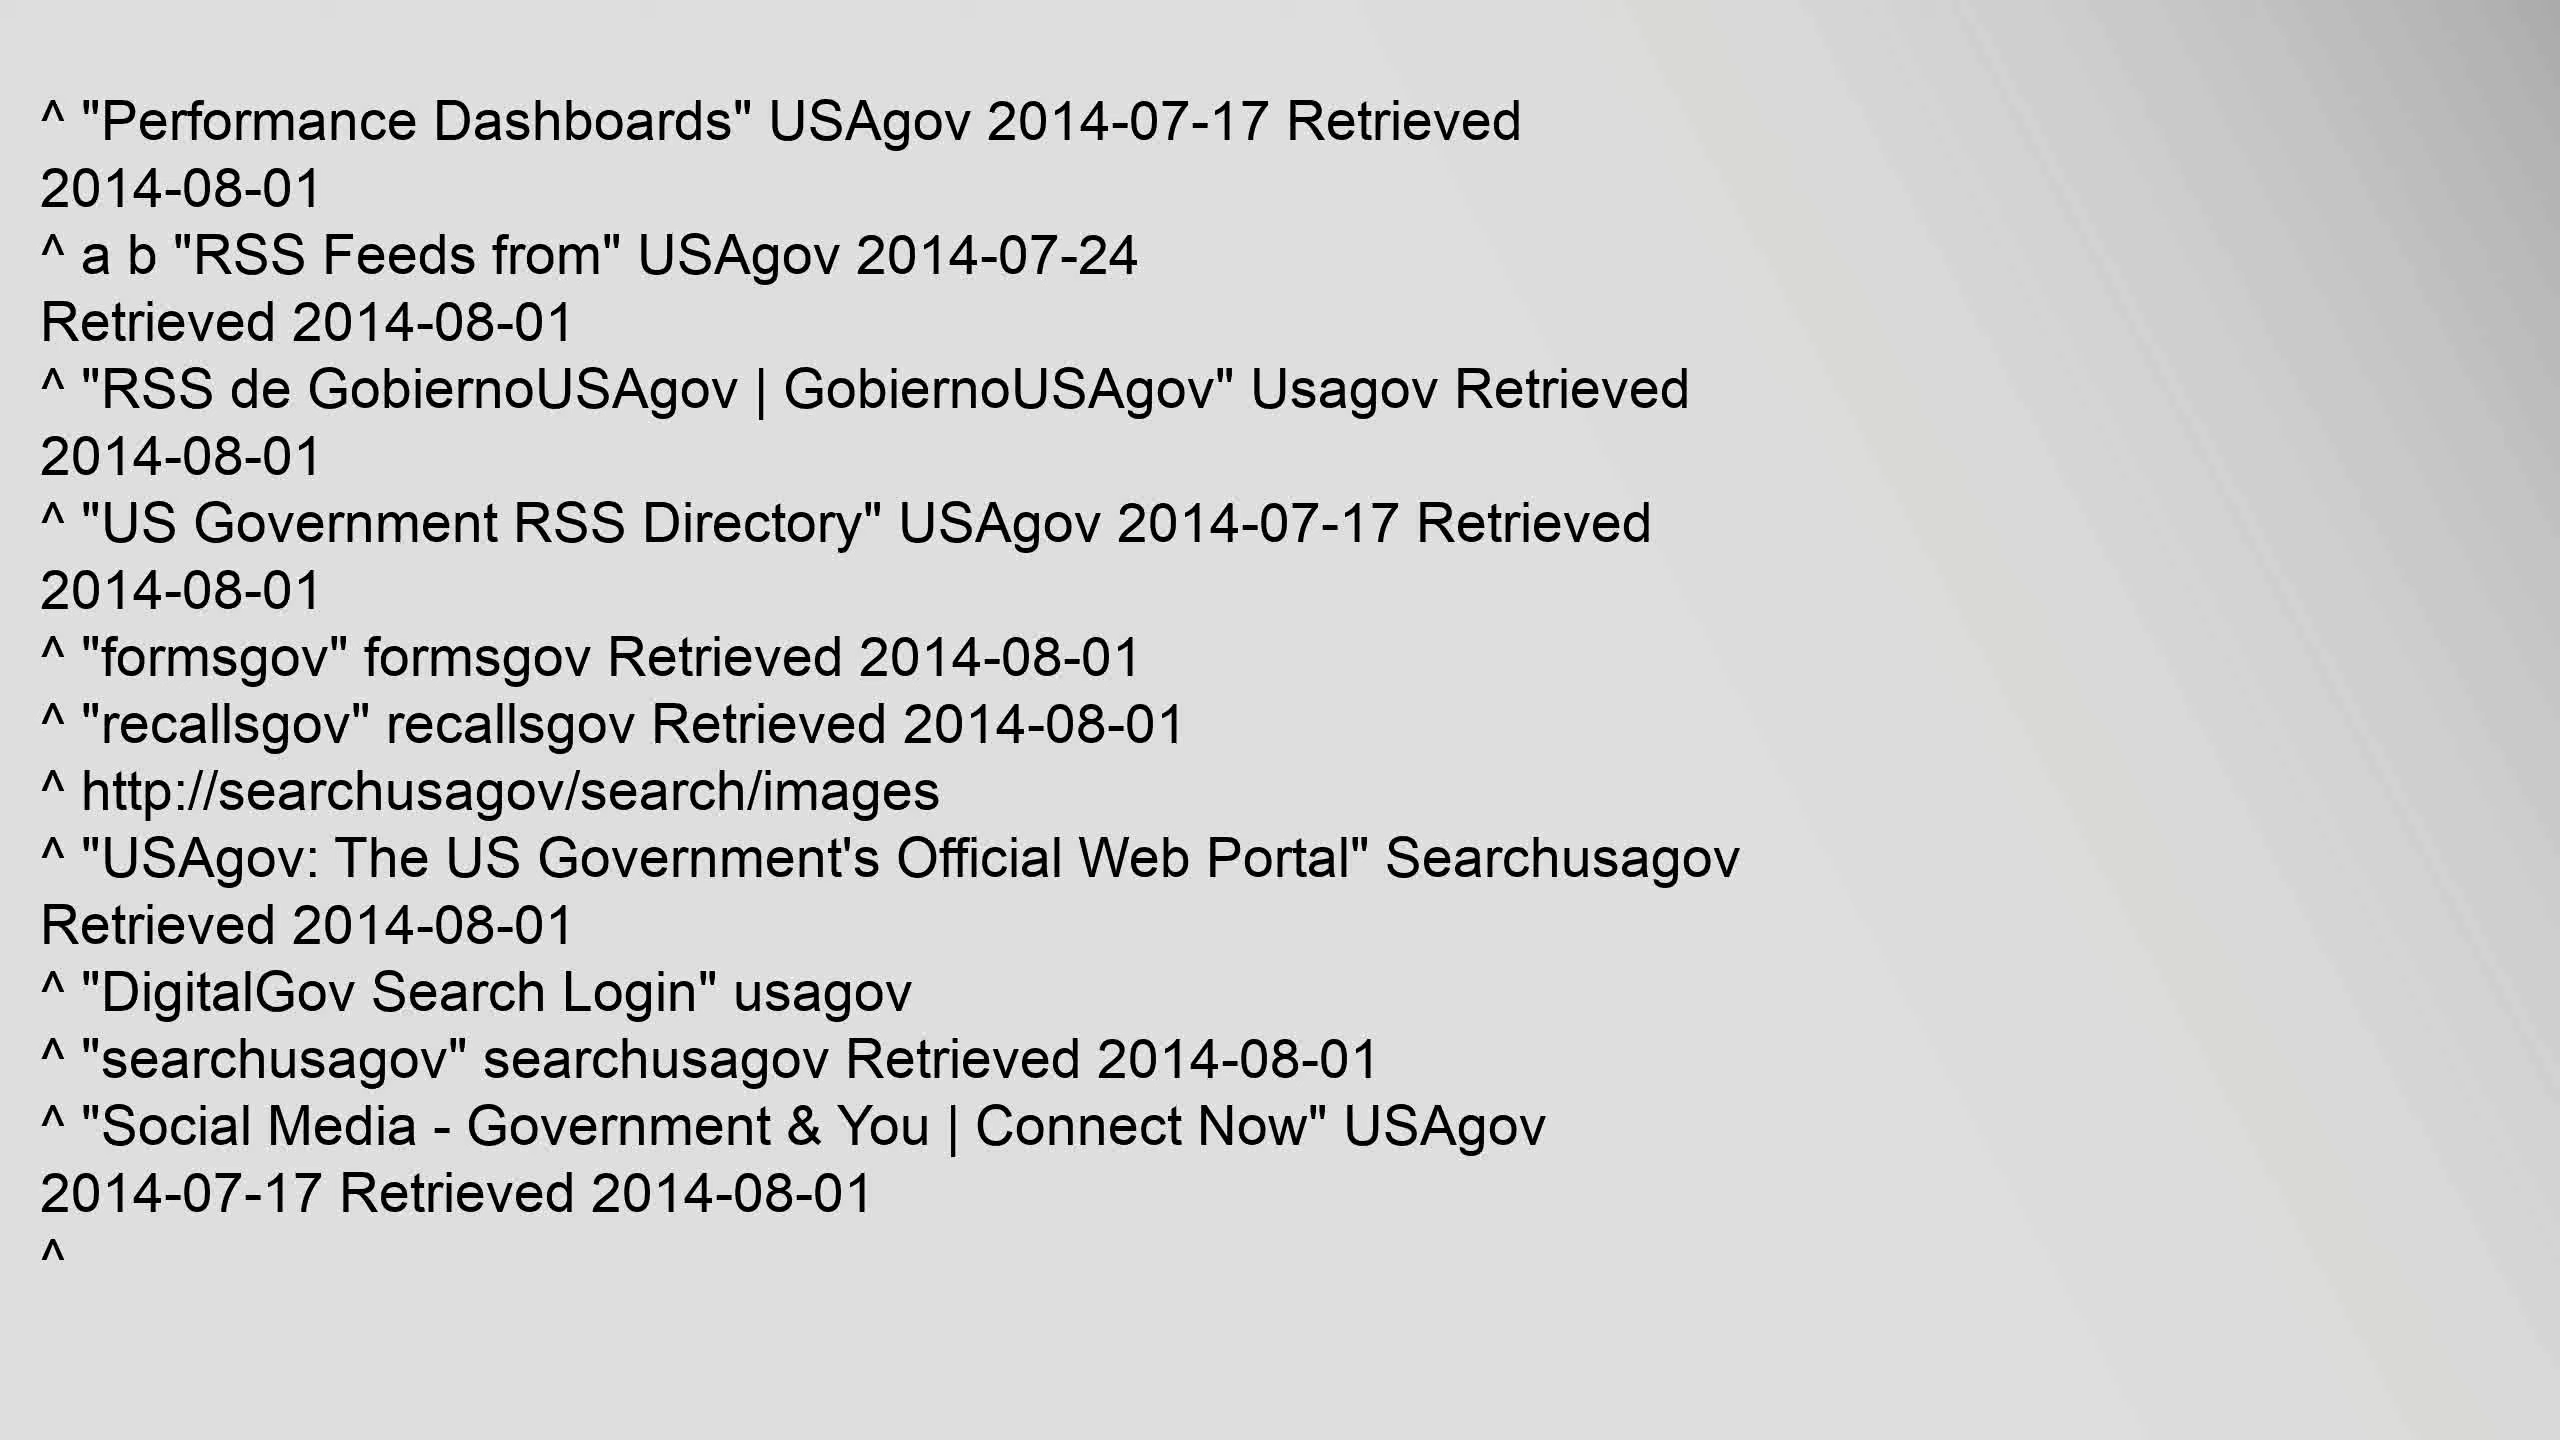 ^ "Performance Dashboards" USAgov 2014-07-17 Retrieved
2014-08-01
^ a b "RSS Feeds from" USAgov 2014-07-24
Retrieved 2014-08-01
^ "RSS de GobiernoUSAgov | GobiernoUSAgov" Usagov Retrieved
2014-08-01
^ "US Government RSS Directory" USAgov 2014-07-17 Retrieved
2014-08-01
^ "formsgov" formsgov Retrieved 2014-08-01
^ "recallsgov" recallsgov Retrieved 2014-08-01
^ http://searchusagov/search/images
^ "USAgov: The US Government's Official Web Portal" Searchusagov
Retrieved 2014-08-01
^ "DigitalGov Search Login" usagov
^ "searchusagov" searchusagov Retrieved 2014-08-01
^ "Social Media - Government & You | Connect Now" USAgov
2014-07-17 Retrieved 2014-08-01
^